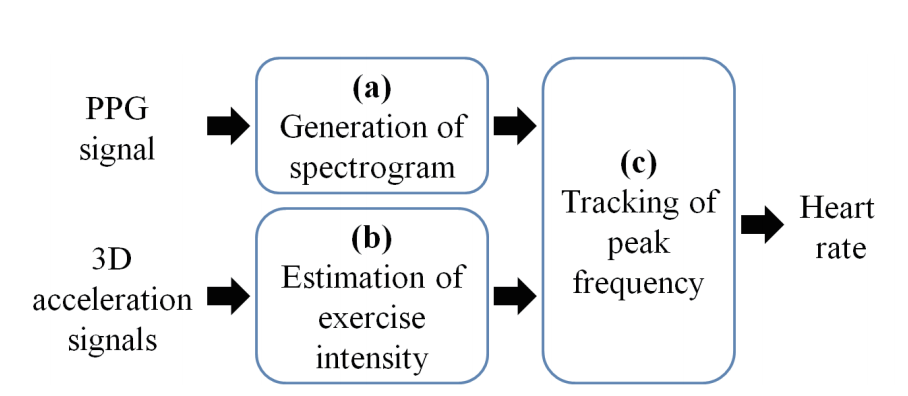 PPG
signal
(a)
Generation of
spectrogram
3D
acceleration
signals
(b)
Estimation of
exercise
intensity
(c)
Tracking of
peak
frequency
Heart
rate